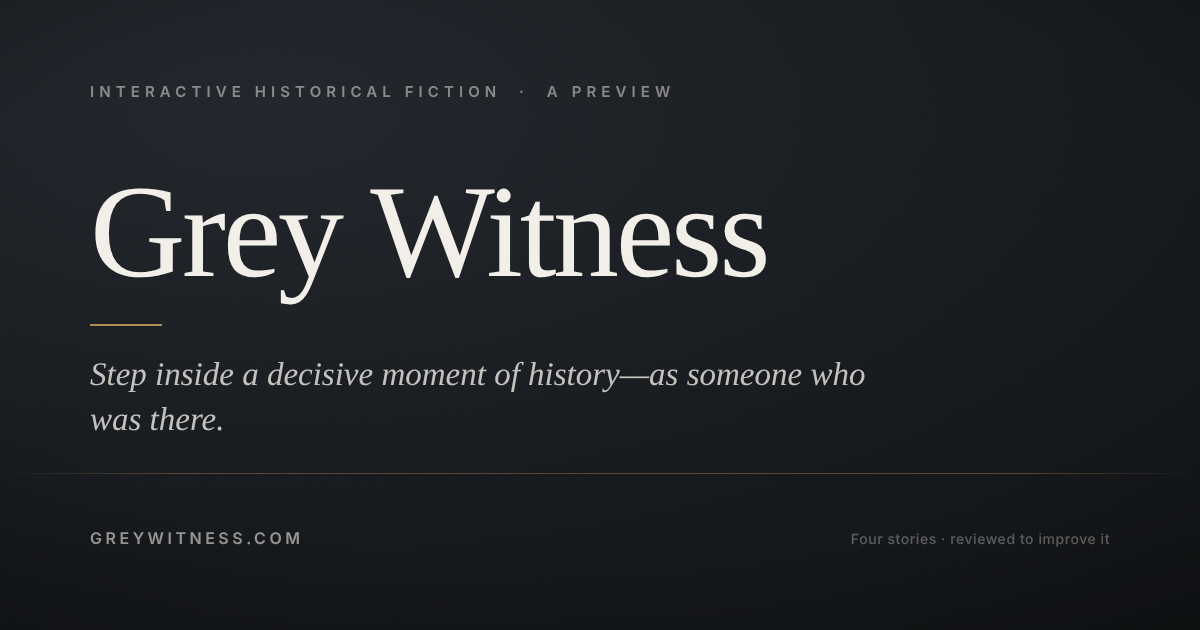 INTERACTIVE HISTORICAL FICTION · A PREVIEW
Grey Witness
Step inside a decisive moment of history—as someone who
was there.
GREYWITNESS.COM
Four stories · reviewed to improve it